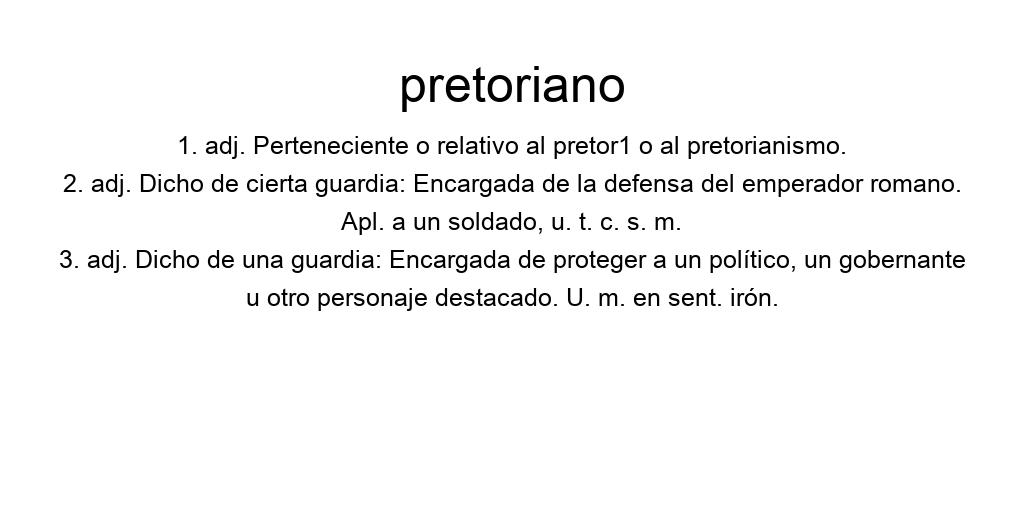 pretoriano
1. adj. Perteneciente o relativo al pretor1 o al pretorianismo.
2. adj. Dicho de cierta guardia: Encargada de la defensa del emperador romano.
Apl. a un soldado, u. t. c. s. m.
3. adj. Dicho de una guardia: Encargada de proteger a un político, un gobernante
u otro personaje destacado. U. m. en sent. irón.